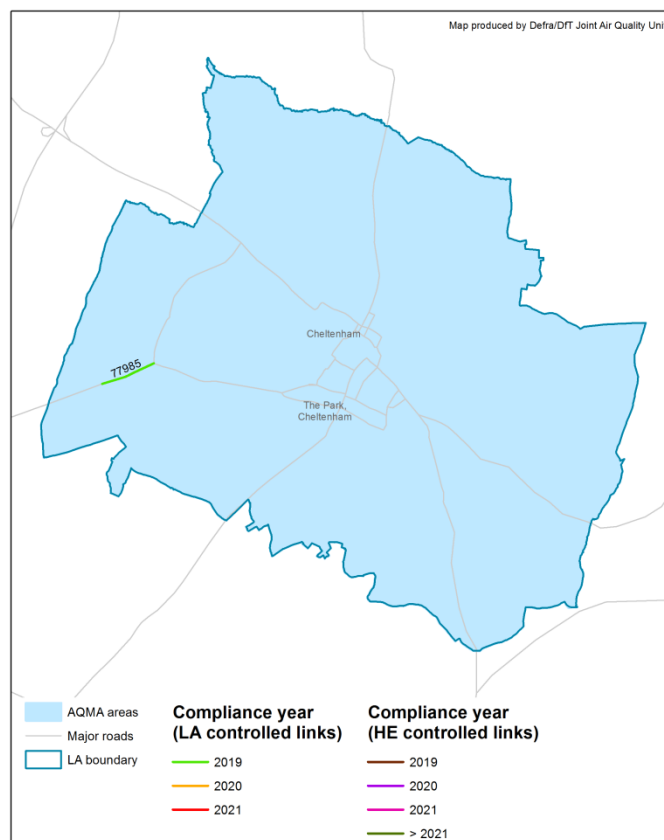 Map produced by Defra/DfT Joint Air Quality Uni
Cheltenham
77985
The Park,
Cheltenham
AQMA areas
Major roads
LA boundary
Compliance year
(LA controlled links)
2019
2020
2021
Compliance year
(HE controlled links)
2019
2020
2021
> 2021